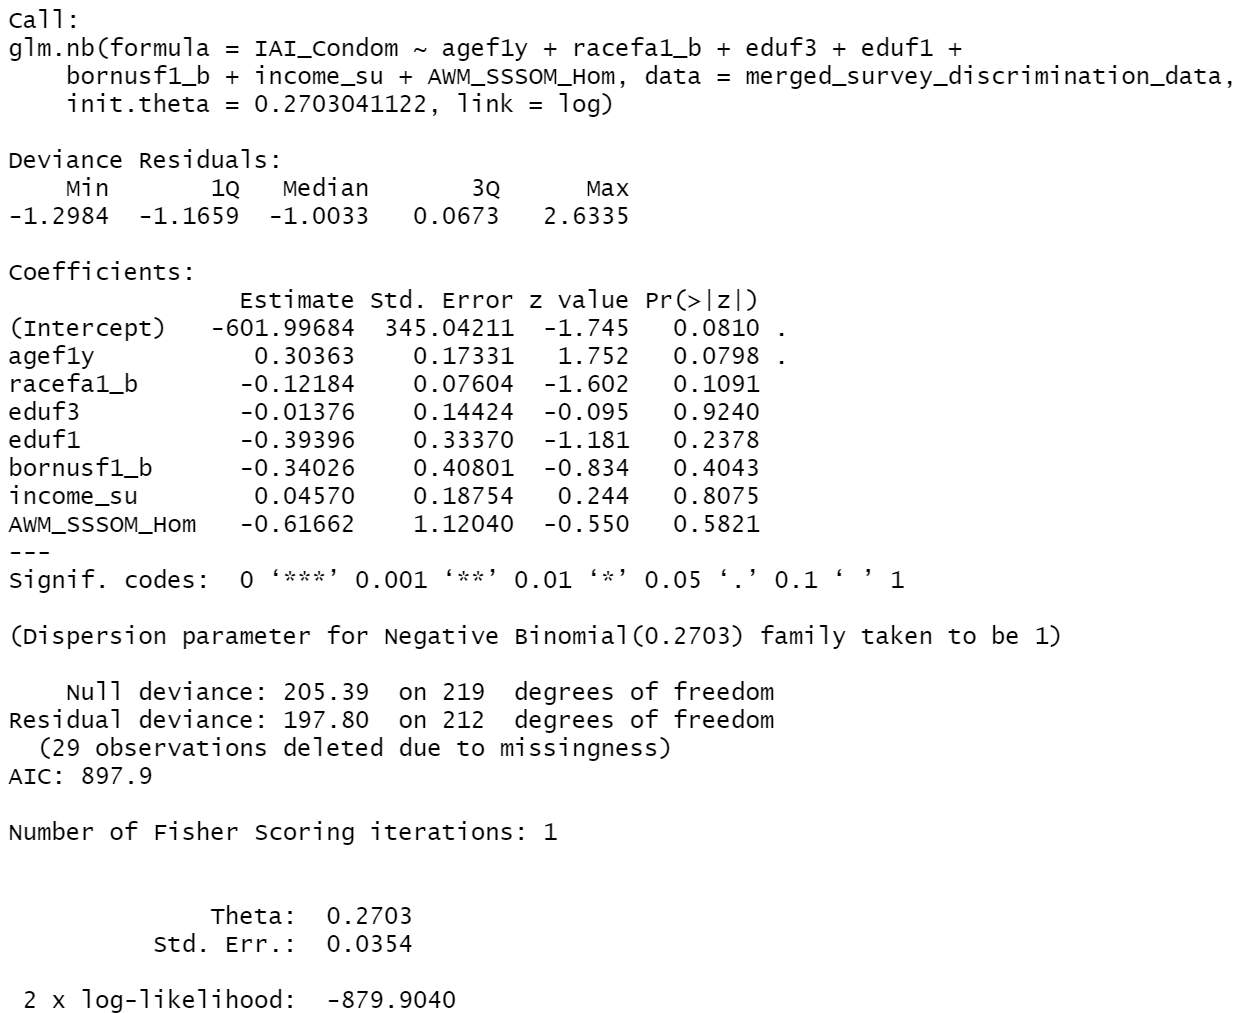 Call:
glm.nb(formula = IAI_Condom ~ agef1y + racefa1_b + eduf3 + eduf1 +
    bornusf1_b + income_su + AWM_SSSOM_Hom, data = merged_survey_discrimination_data,
    init.theta = 0.2703041122, link = log)

Deviance Residuals:
    Min       1Q   Median       3Q      Max
-1.2984  -1.1659  -1.0033   0.0673   2.6335

Coefficients:
                Estimate Std. Error z value Pr(>|z|)
(Intercept)   -601.99684  345.04211  -1.745   0.0810 .
agef1y           0.30363    0.17331   1.752   0.0798 .
racefa1_b       -0.12184    0.07604  -1.602   0.1091
eduf3           -0.01376    0.14424  -0.095   0.9240
eduf1           -0.39396    0.33370  -1.181   0.2378
bornusf1_b      -0.34026    0.40801  -0.834   0.4043
income_su        0.04570    0.18754   0.244   0.8075
AWM_SSSOM_Hom   -0.61662    1.12040  -0.550   0.5821
---
Signif. codes:  0 ‘***’ 0.001 ‘**’ 0.01 ‘*’ 0.05 ‘.’ 0.1 ‘ ’ 1

(Dispersion parameter for Negative Binomial(0.2703) family taken to be 1)

    Null deviance: 205.39  on 219  degrees of freedom
Residual deviance: 197.80  on 212  degrees of freedom
  (29 observations deleted due to missingness)
AIC: 897.9

Number of Fisher Scoring iterations: 1


              Theta:  0.2703
          Std. Err.:  0.0354

 2 x log-likelihood:  -879.9040